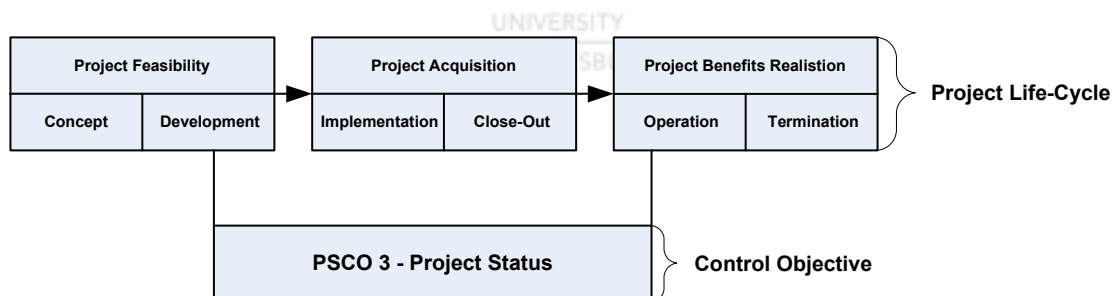 UNIVERSITY
Project Feasibility
Project Acquisition
Project Benefits Realistion
Concept
Development
Implementation
Close-Out
Operation
Termination
Project Life-Cycle
PSCO 3 - Project Status
Control Objective